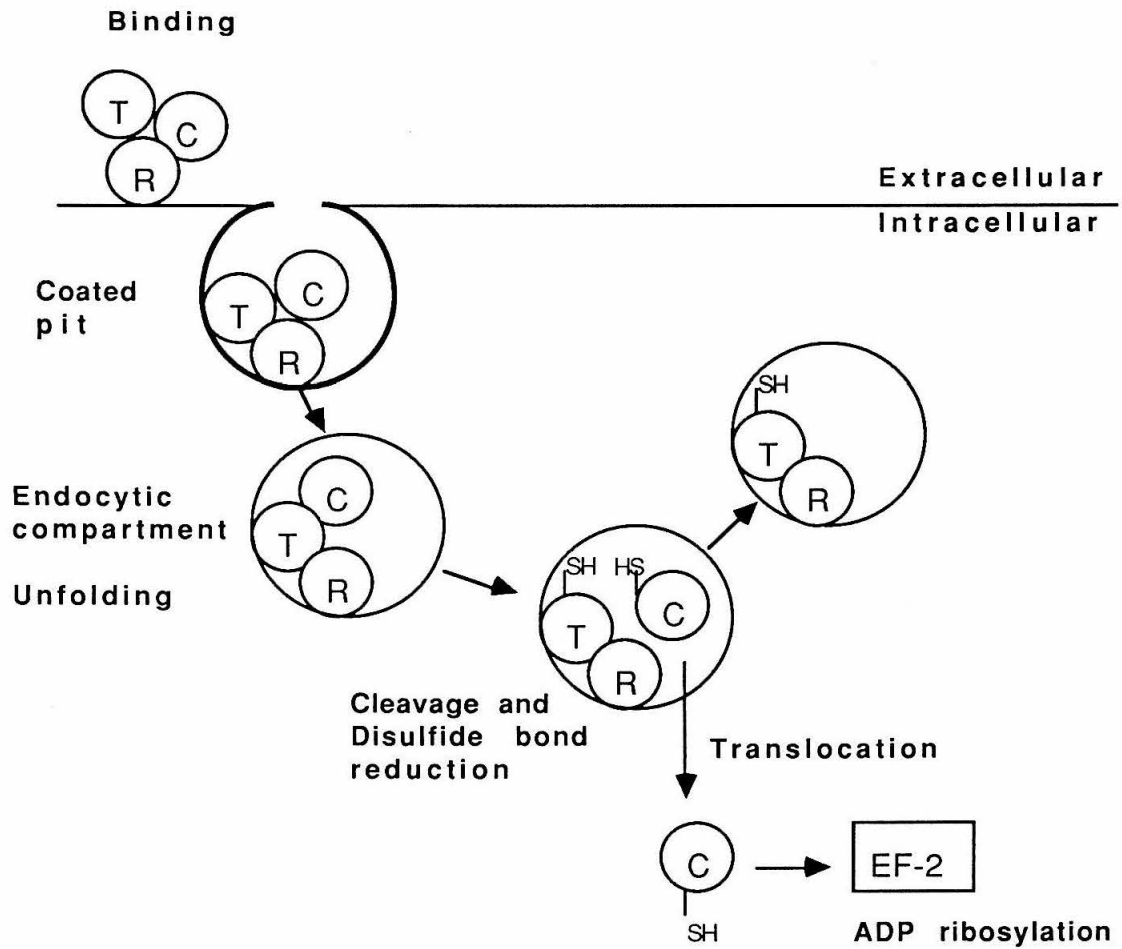 Binding
T
C
R
Extracellular
Intracellular
Coated
pit
T
C
R
SH
T
R
Endocytic
compartment
Unfolding
C
T
R
SH HS
T
C
R
Cleavage and
Disulfide bond
reduction
Translocation
C
SH
EF-2
ADP ribosylation